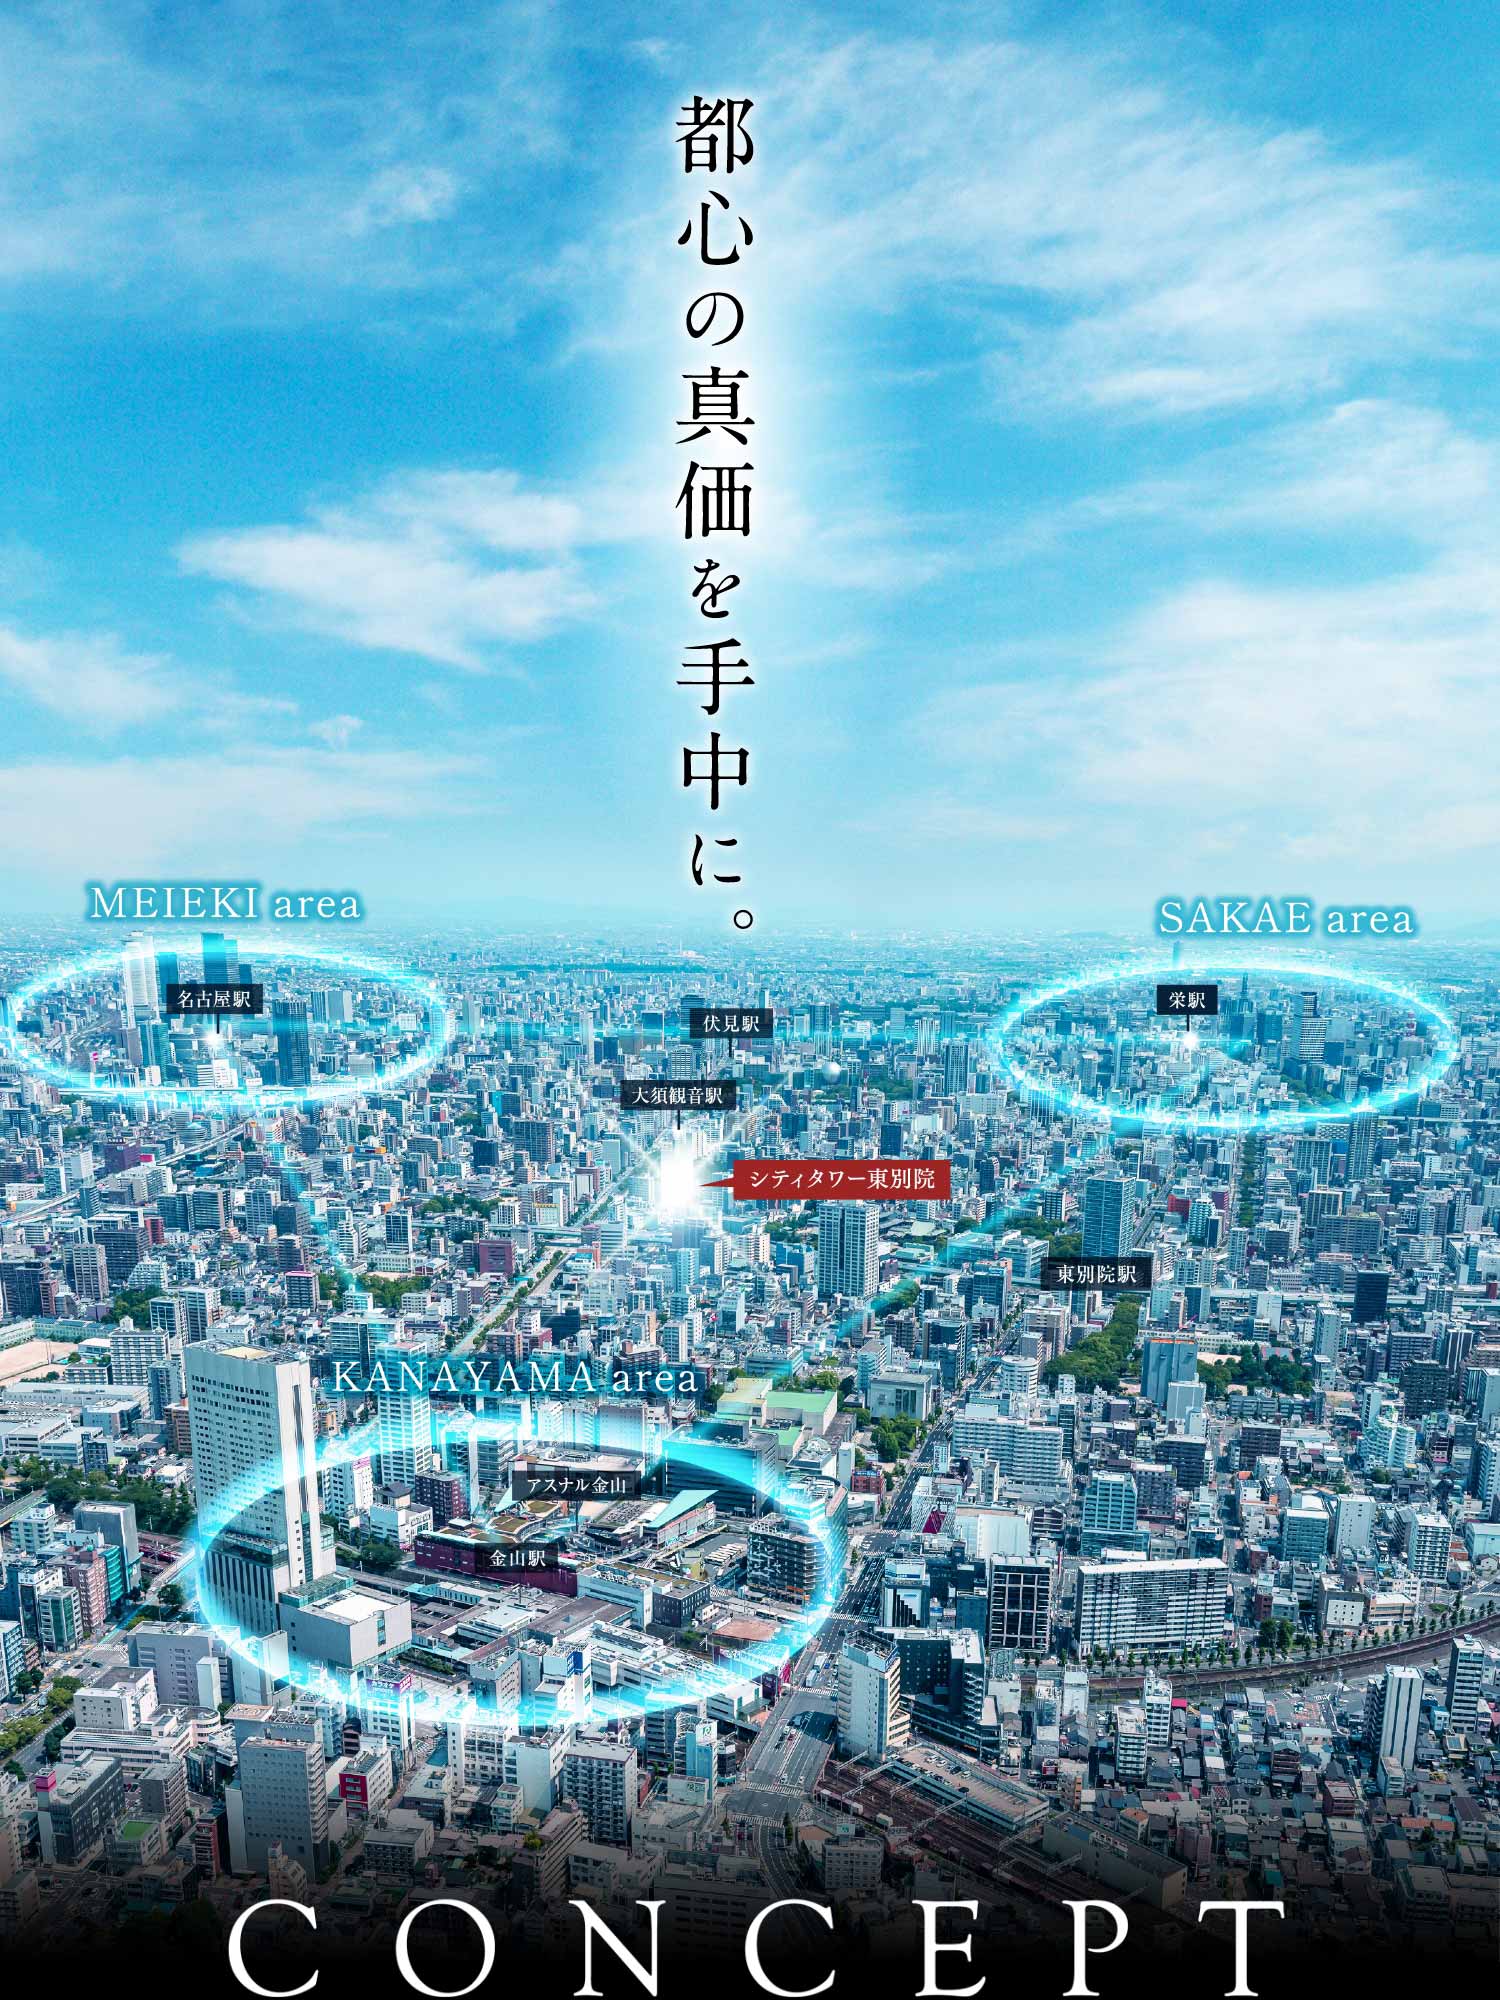 都心の真価を手中に。
MEIEKI area
SAKAE area
名古屋駅
栄駅
伏見駅
大須観音駅
シティタワー東別院
東別院駅
KANAYAMA area
アスナル金山
金山駅
CONCEPT